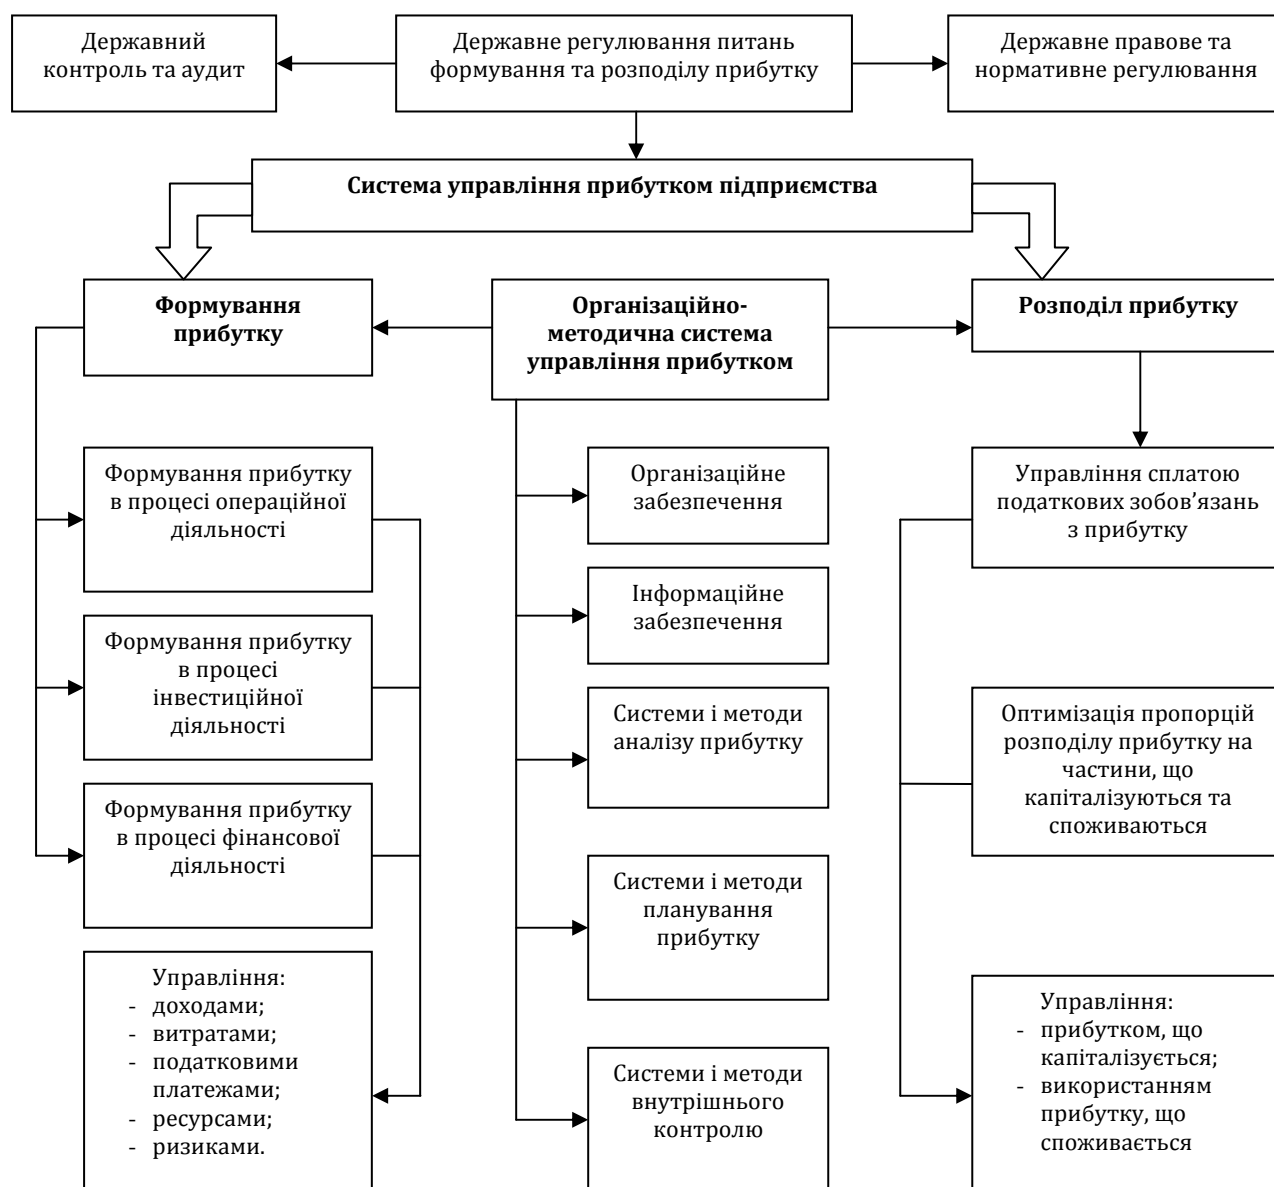 Державний
контроль та аудит
Державне регулювання питань
формування та розподілу прибутку
Державне правове та
нормативне регулювання
Система управління прибутком підприємства
Формування
прибутку
Організаційно-
методична система
управління прибутком
Розподіл прибутку
Формування прибутку
в процесі операційної
діяльності
Формування прибутку
в процесі
інвестиційної
діяльності
Формування прибутку
в процесі фінансової
діяльності
Управління:
- доходами;
- витратами;
- податковими
платежами;
- ресурсами;
- ризиками.
Організаційне
забезпечення
Інформаційне
забезпечення
Системи і методи
аналізу прибутку
Системи і методи
планування
прибутку
Системи і методи
внутрішнього
контролю
Управління сплатою
податкових зобов’язань
з прибутку
Оптимізація пропорцій
розподілу прибутку на
частини, що
капіталізуються та
споживаються
Управління:
- прибутком, що
капіталізується;
- використанням
прибутку, що
споживається